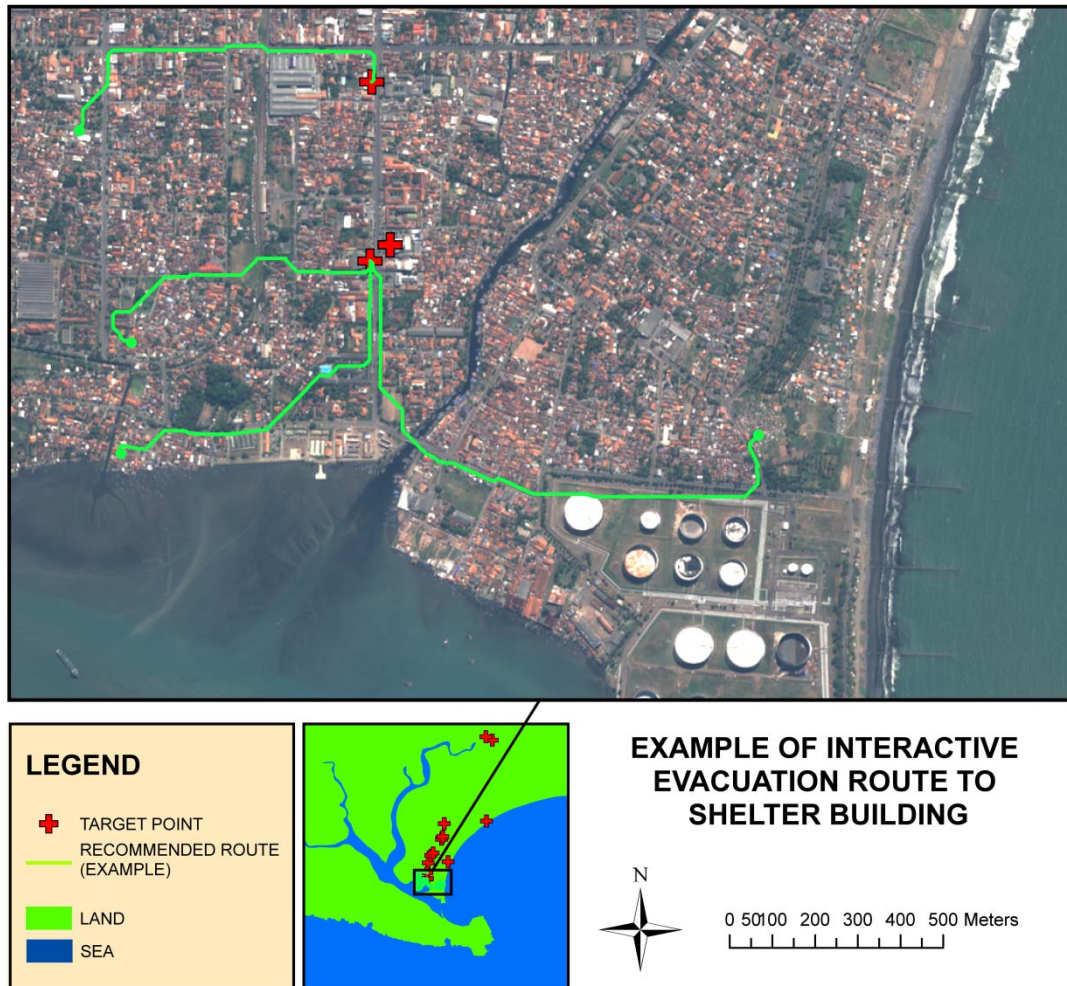 LEGEND
TARGET POINT
RECOMMENDED ROUTE
(EXAMPLE)
LAND
SEA
EXAMPLE OF INTERACTIVE
EVACUATION ROUTE TO
SHELTER BUILDING
N
0 50100 200 300 400 500 Meters